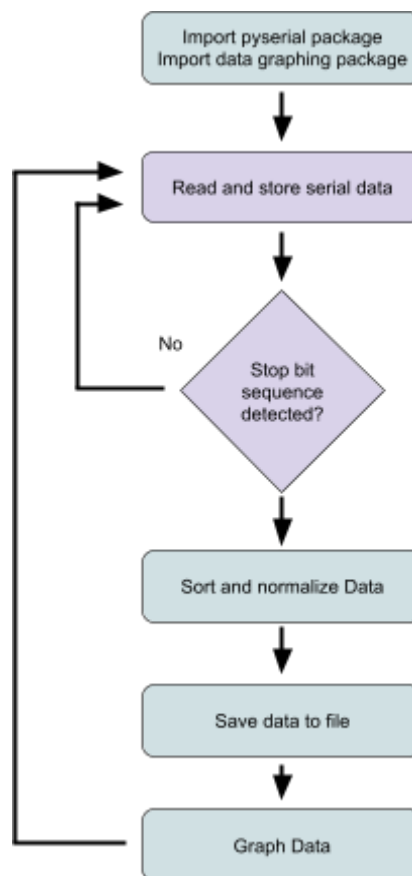 Import pyserial package
Import data graphing package
Read and store serial data
No
Stop bit
sequence
detected?
Sort and normalize Data
Save data to file
Graph Data